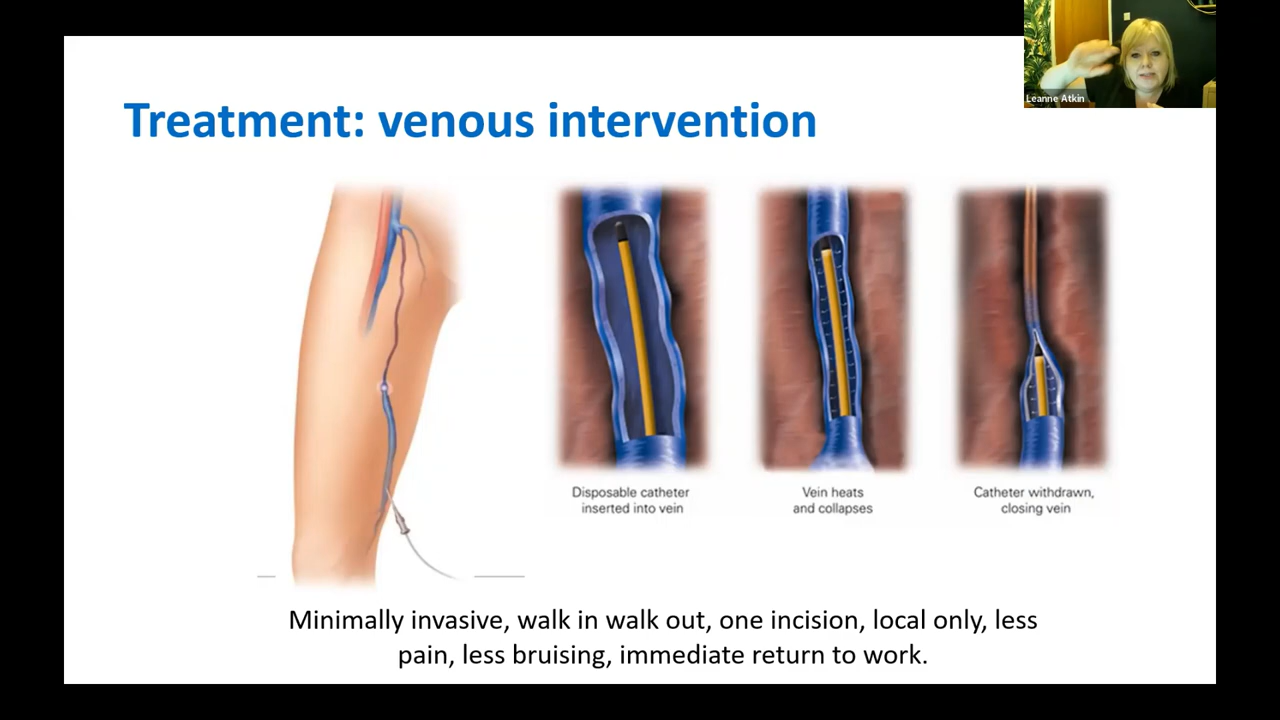 Leanne Atkin
Treatment: venous intervention
Disposable catheter
inserted into vein
Vein heats
and collapses
Catheter withdrawn,
closing vein
Minimally invasive, walk in walk out, one incision, local only, less
pain, less bruising, immediate return to work.